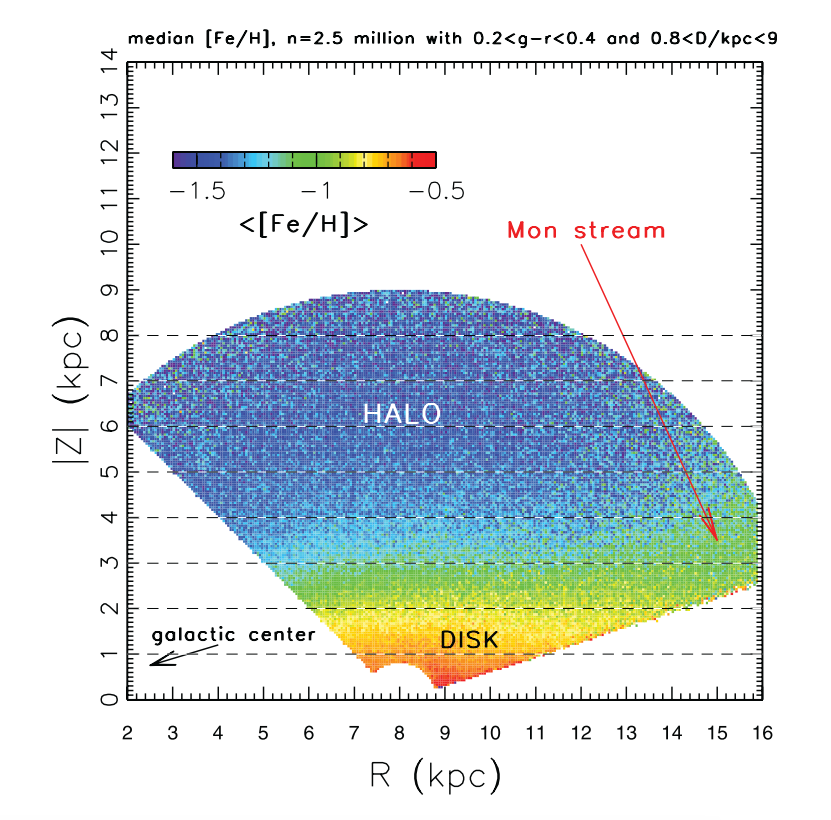 median [Fe/H], n=2.5 million with 0.2<g-r<0.4 and 0.8<D/kpc<9
14
13
12
11
10
9
8
7
6
5
4
3
2
1
0
|Z| (kpc)
−1.5 −1 −0.5
<[Fe/H]>
Mon stream
HALO
galactic center
DISK
2 3 4 5 6 7 8 9 10 11 12 13 14 15 16
R (kpc)